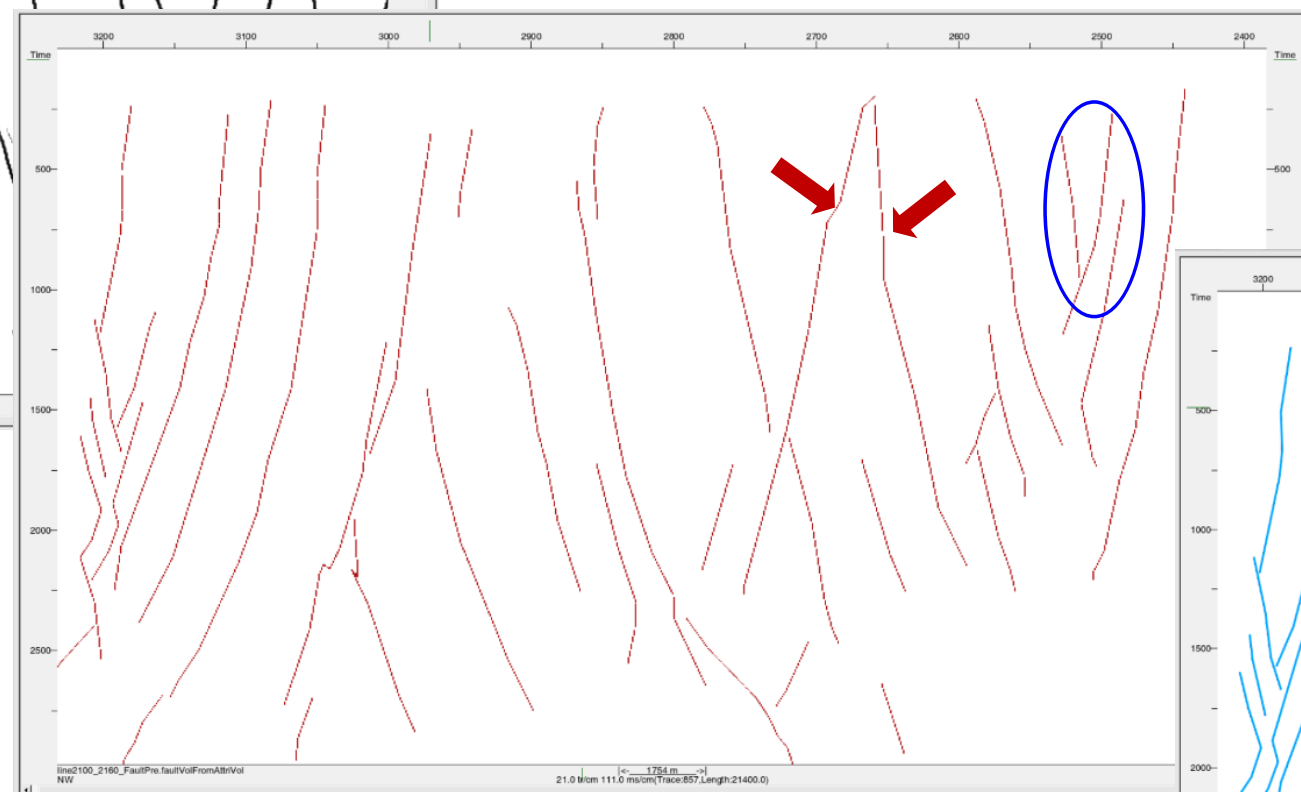 3200 3100 3000 2900 2800 2700 2600 2500 2400
Time Time
500 500
1000
1500
2000
2500
line2100_2160_FaultPre.faultVolFromAttriVol
NW
|<- 1754 m ->|
21.0 tr/cm 111.0 ms/cm(Trace:857,Length:21400.0)
3200
Time
500
1000
1500
2000